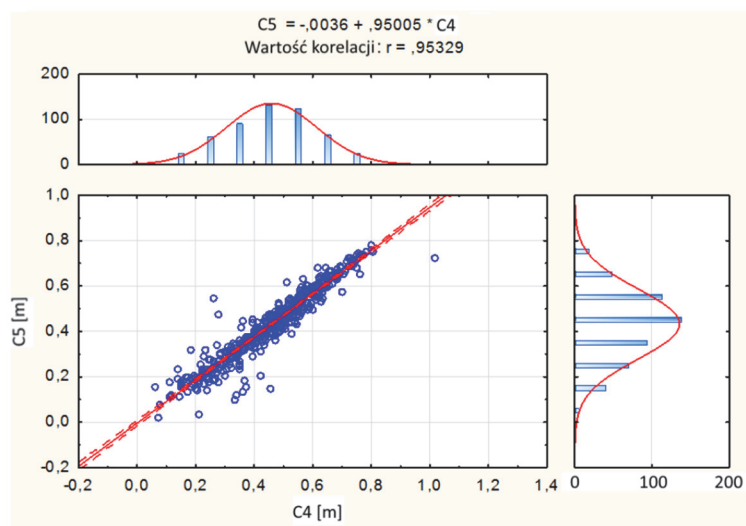 C5 = -,0036 + ,95005 * C4
Wartość korelacji: r = ,95329
200
100
0
1,0
0,8
0,6
0,4
0,2
0,0
-0,2
C5 [m]
-0,2 0,0 0,2 0,4 0,6 0,8 1,0 1,2 1,4
C4 [m]
0 100 200